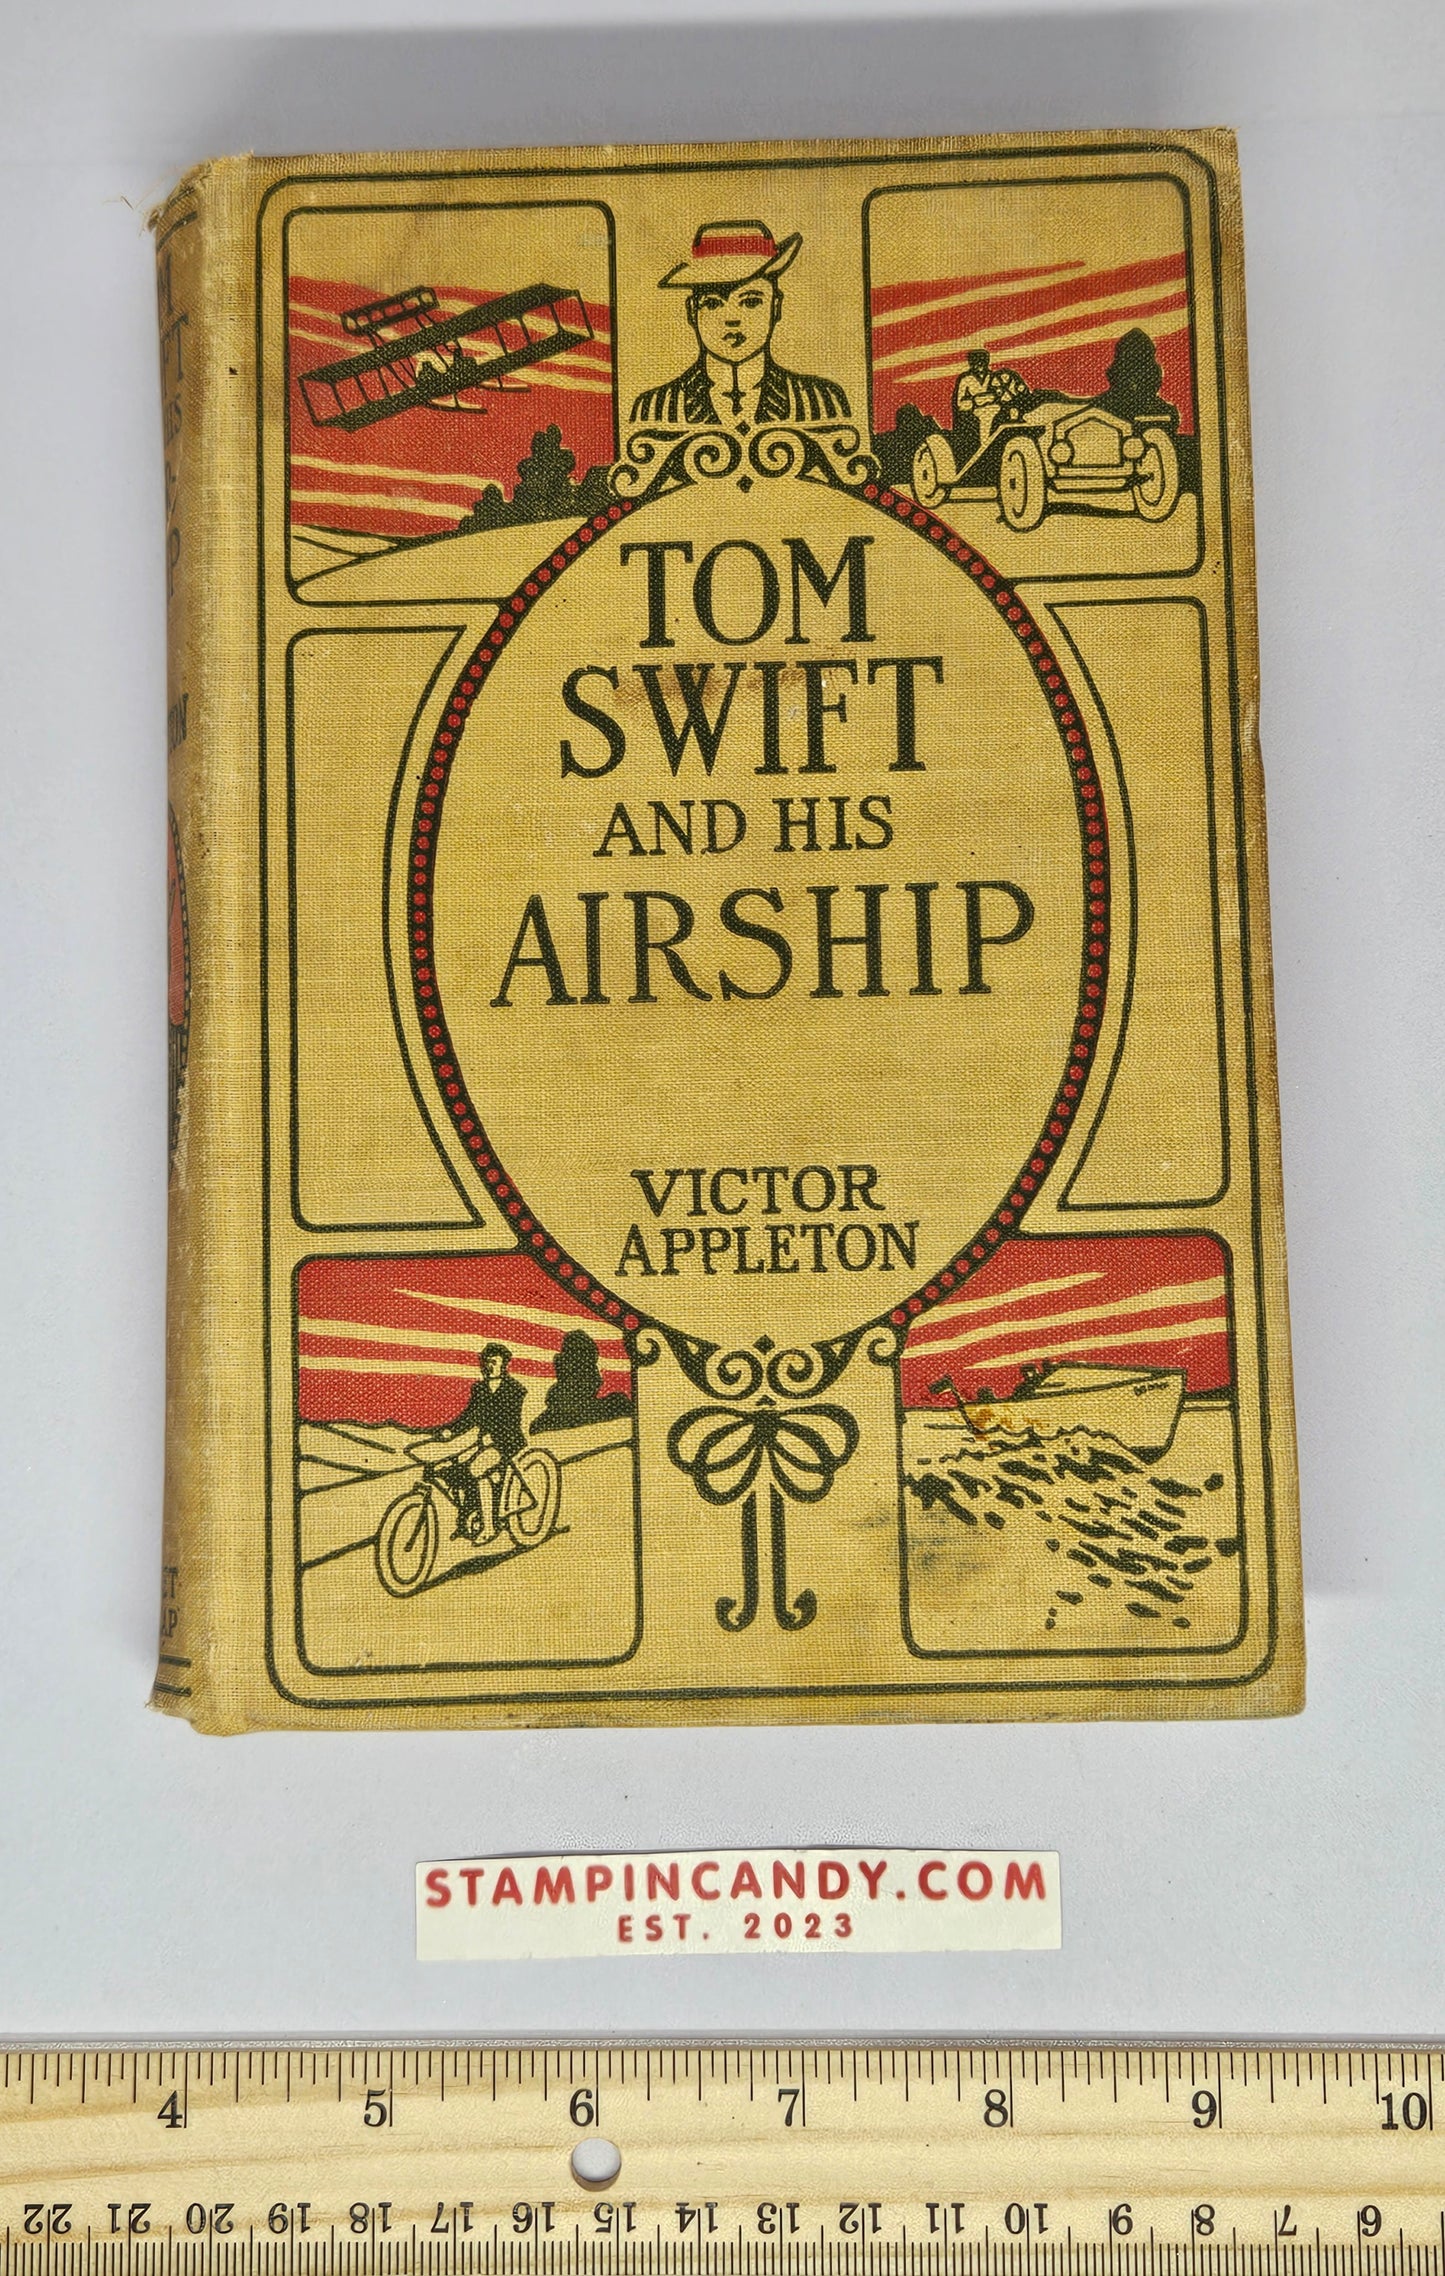 TOM
SWIFT
AND HIS
AIRSHIP
VICTOR
APPLETON
STAMPINCANDY.COM
EST. 2023
4 5 6 7 8 9 10
22 21 20 19 18 17 16 15 14 13 12 11 10 9 8 7 6